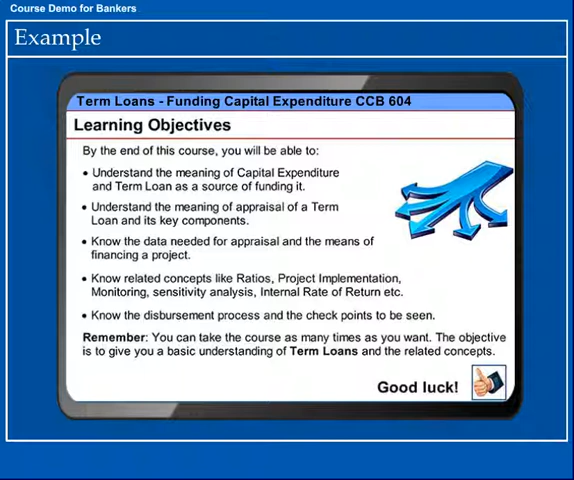 Course Demo for Bankers
Example
Term Loans - Funding Capital Expenditure CCB 604
Learning Objectives
By the end of this course, you will be able to:
• Understand the meaning of Capital Expenditure
and Term Loan as a source of funding it.
• Understand the meaning of appraisal of a Term
Loan and its key components.
• Know the data needed for appraisal and the means of
financing a project.
• Know related concepts like Ratios, Project Implementation,
Monitoring, sensitivity analysis, Internal Rate of Return etc.
• Know the disbursement process and the check points to be seen.
Remember: You can take the course as many times as you want. The objective
is to give you a basic understanding of Term Loans and the related concepts.
Good luck!